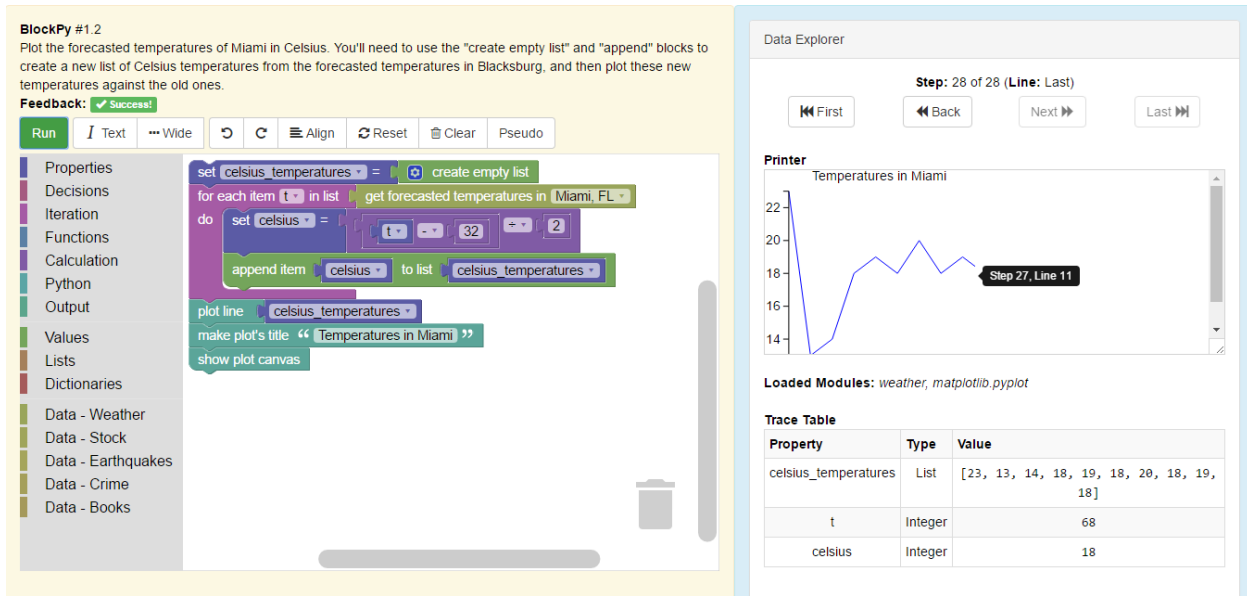 BlockPy #1.2
Plot the forecasted temperatures of Miami in Celsius. You'll need to use the "create empty list" and "append" blocks to
create a new list of Celsius temperatures from the forecasted temperatures in Blacksburg, and then plot these new
temperatures against the old ones.
Feedback: ✔ Success!
Run I Text Wide Align Reset Clear Pseudo
Properties
Decisions
Iteration
Functions
Calculation
Python
Output
Values
Lists
Dictionaries
Data - Weather
Data - Stock
Data - Earthquakes
Data - Crime
Data - Books
set celsius_temperatures = create empty list
for each item t in list get forecasted temperatures in Miami, FL
do set celsius = t - 32 ÷ 2
append item celsius to list celsius_temperatures
plot line celsius_temperatures
make plot's title “ Temperatures in Miami ”
show plot canvas
Data Explorer
Step: 28 of 28 (Line: Last)
First Back Next Last
Printer
Temperatures in Miami
22
20
18
16
14
Step 27, Line 11
Loaded Modules: weather, matplotlib.pyplot
Trace Table
Property Type Value
celsius_temperatures List [23, 13, 14, 18, 19, 18, 20, 18, 19,
18]
t Integer 68
celsius Integer 18